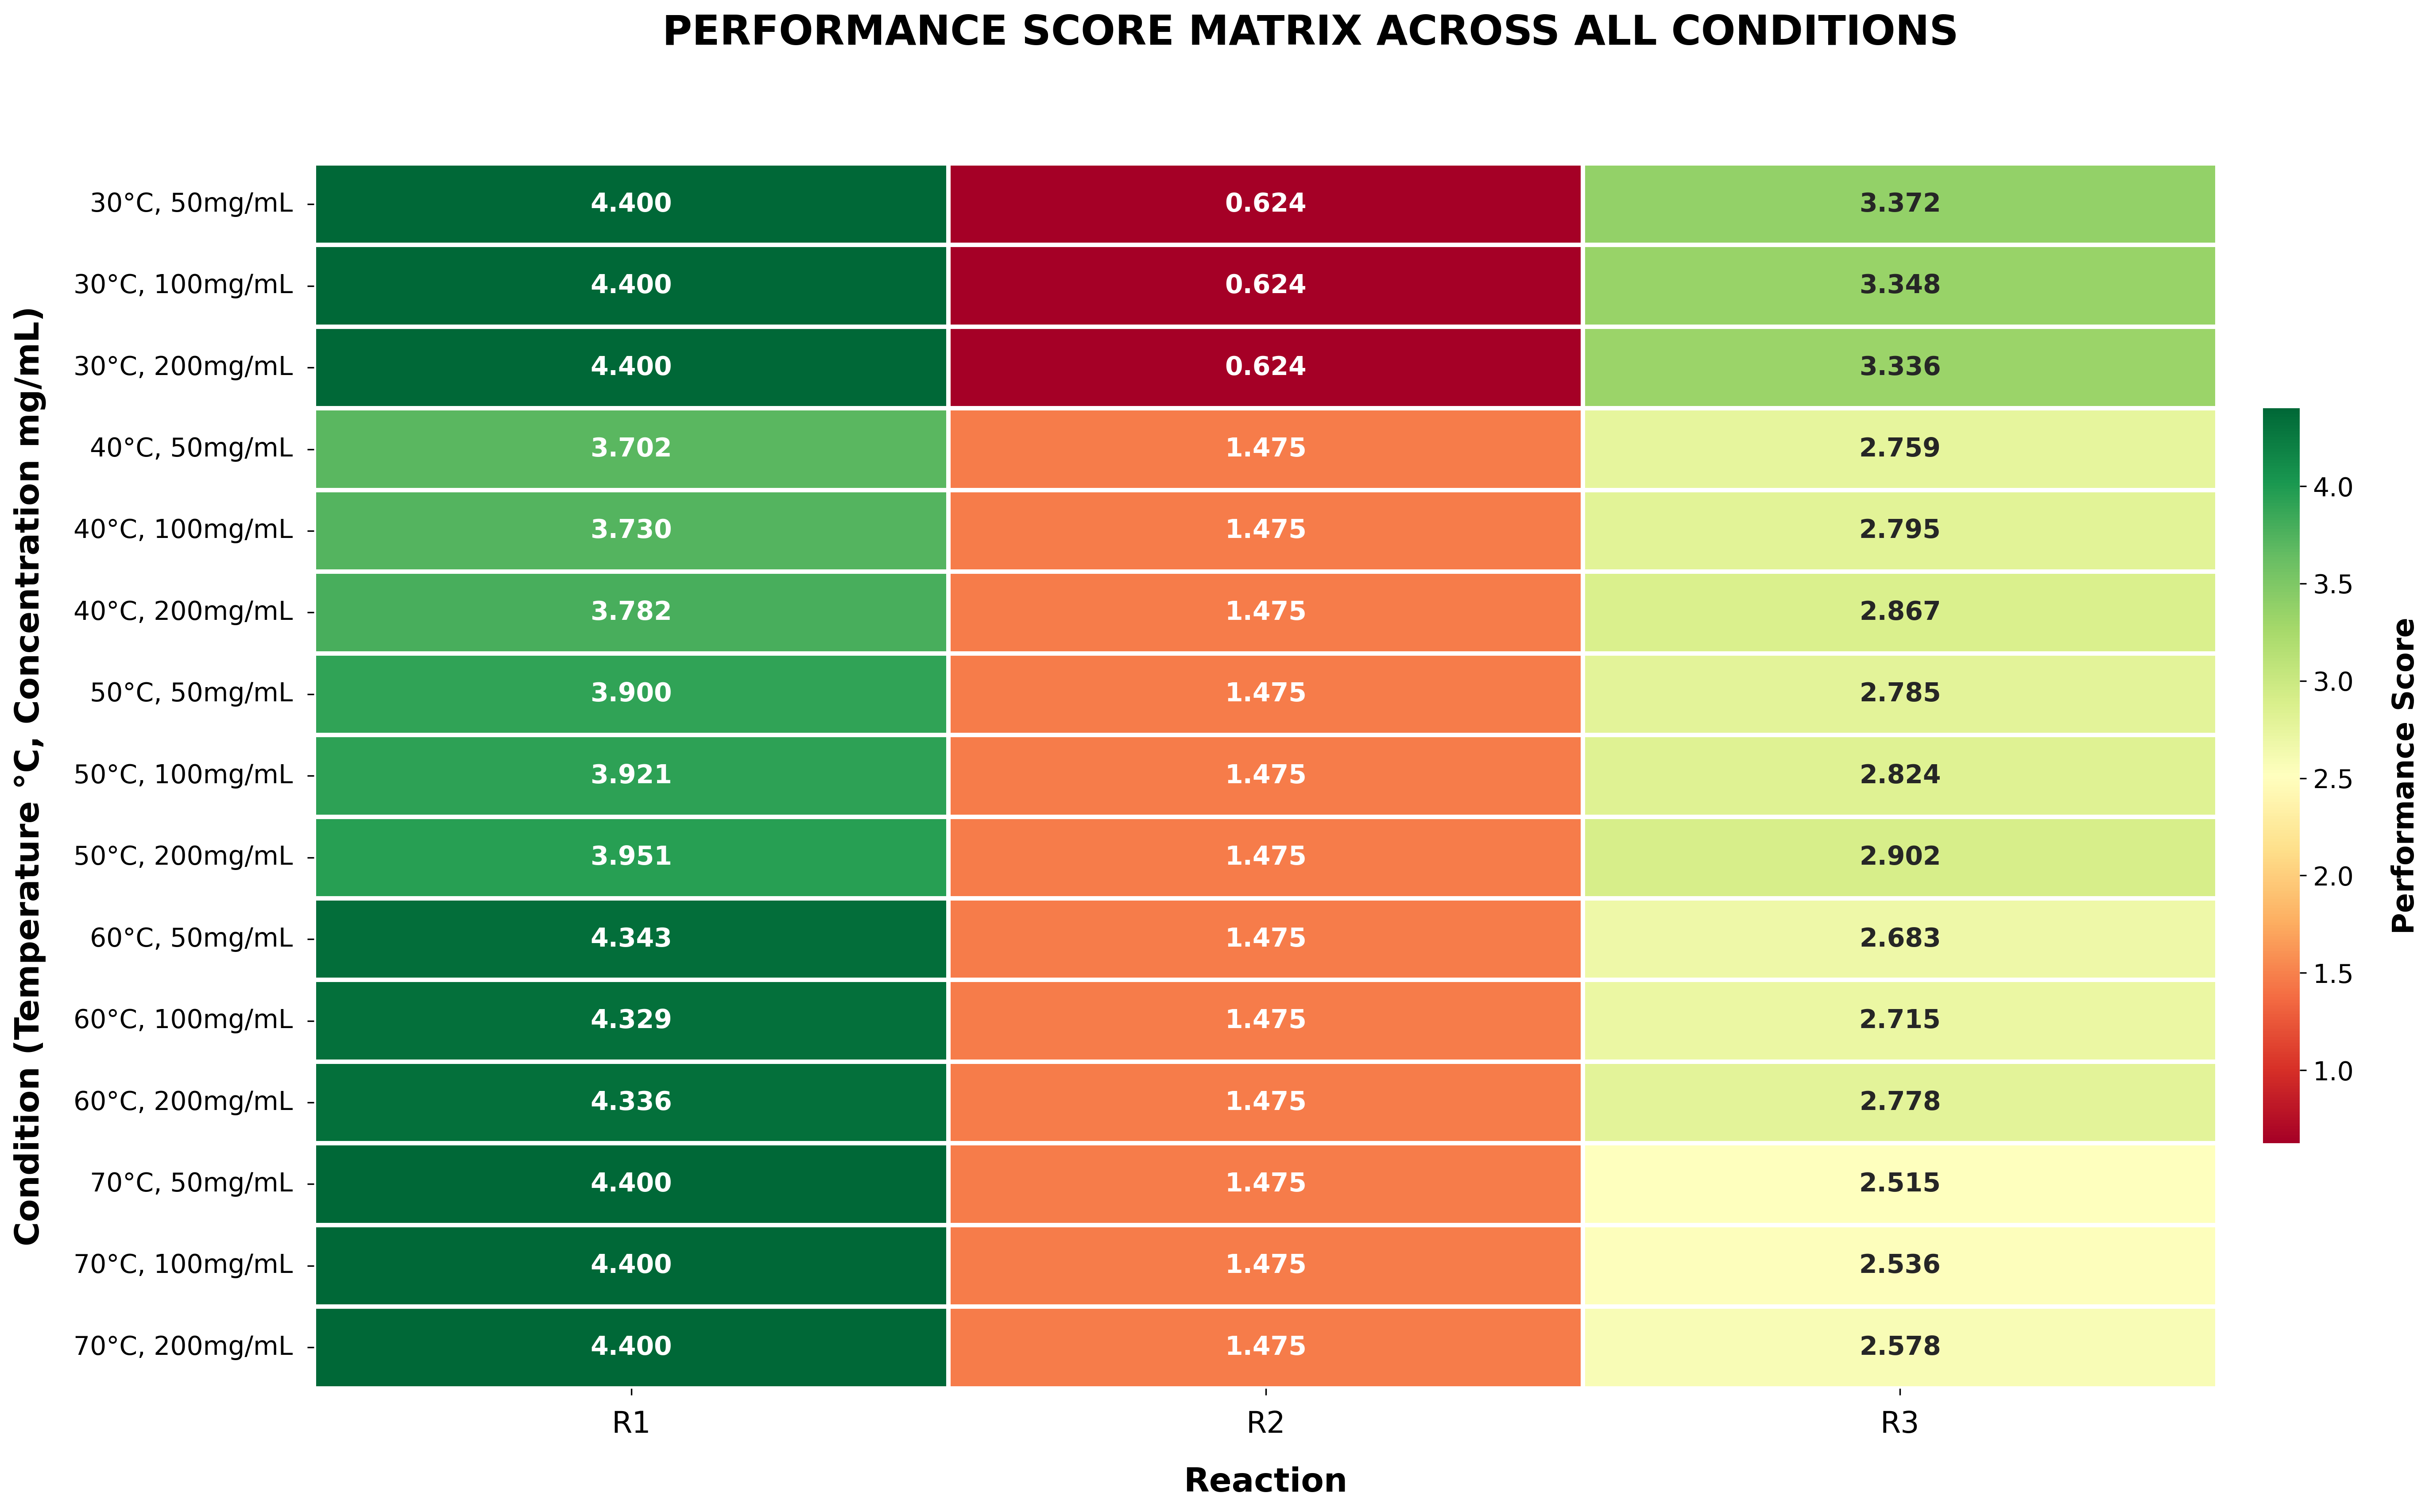 PERFORMANCE SCORE MATRIX ACROSS ALL CONDITIONS
Condition (Temperature °C, Concentration mg/mL)
30°C, 50mg/mL 4.400 0.624 3.372
30°C, 100mg/mL 4.400 0.624 3.348
30°C, 200mg/mL 4.400 0.624 3.336
40°C, 50mg/mL 3.702 1.475 2.759
40°C, 100mg/mL 3.730 1.475 2.795
40°C, 200mg/mL 3.782 1.475 2.867
50°C, 50mg/mL 3.900 1.475 2.785
50°C, 100mg/mL 3.921 1.475 2.824
50°C, 200mg/mL 3.951 1.475 2.902
60°C, 50mg/mL 4.343 1.475 2.683
60°C, 100mg/mL 4.329 1.475 2.715
60°C, 200mg/mL 4.336 1.475 2.778
70°C, 50mg/mL 4.400 1.475 2.515
70°C, 100mg/mL 4.400 1.475 2.536
70°C, 200mg/mL 4.400 1.475 2.578
R1 R2 R3
Reaction
4.0
3.5
3.0
2.5
2.0
1.5
1.0
Performance Score